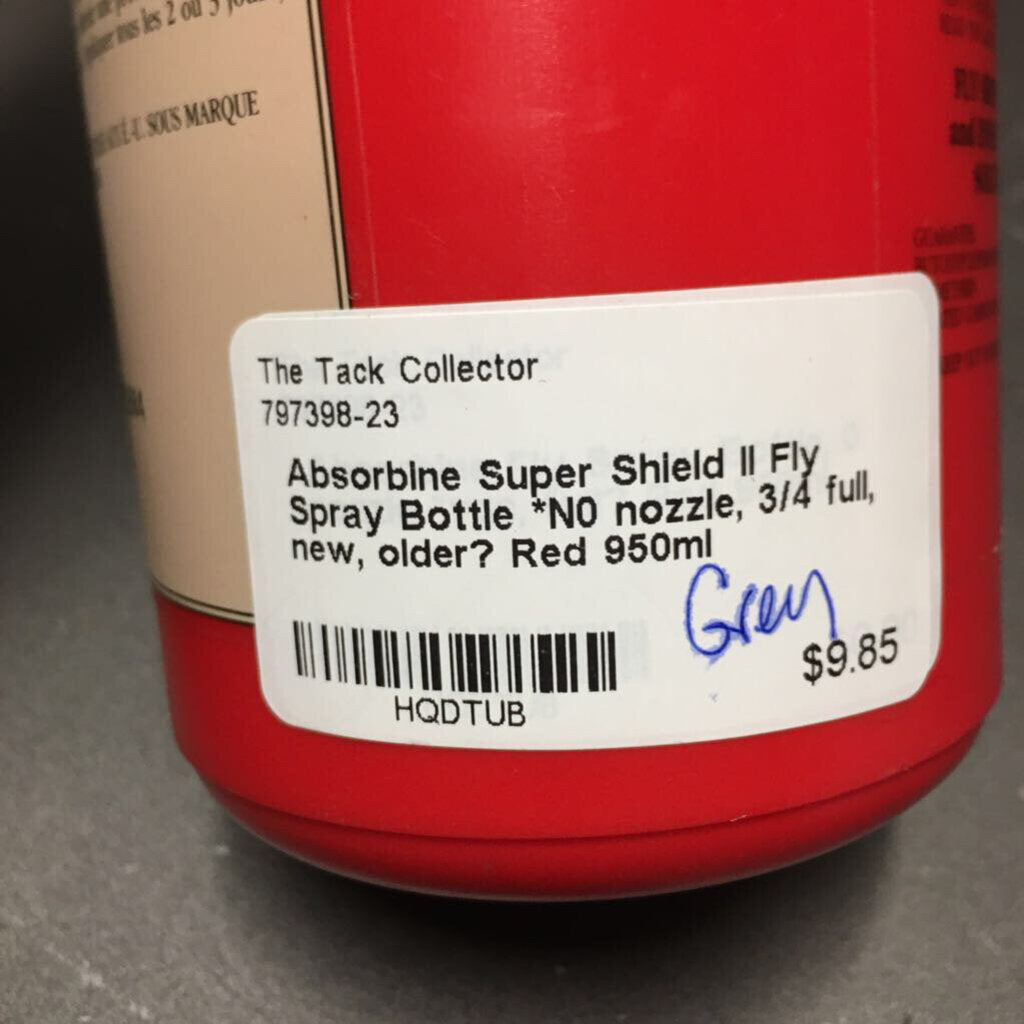 tous les 2 ou 3 jours
SOUS MARQUE
The Tack Collector
797398-23
Absorbine Super Shield II Fly
Spray Bottle *N0 nozzle, 3/4 full,
new, older? Red 950ml
Grey
$9.85
HQDTUB